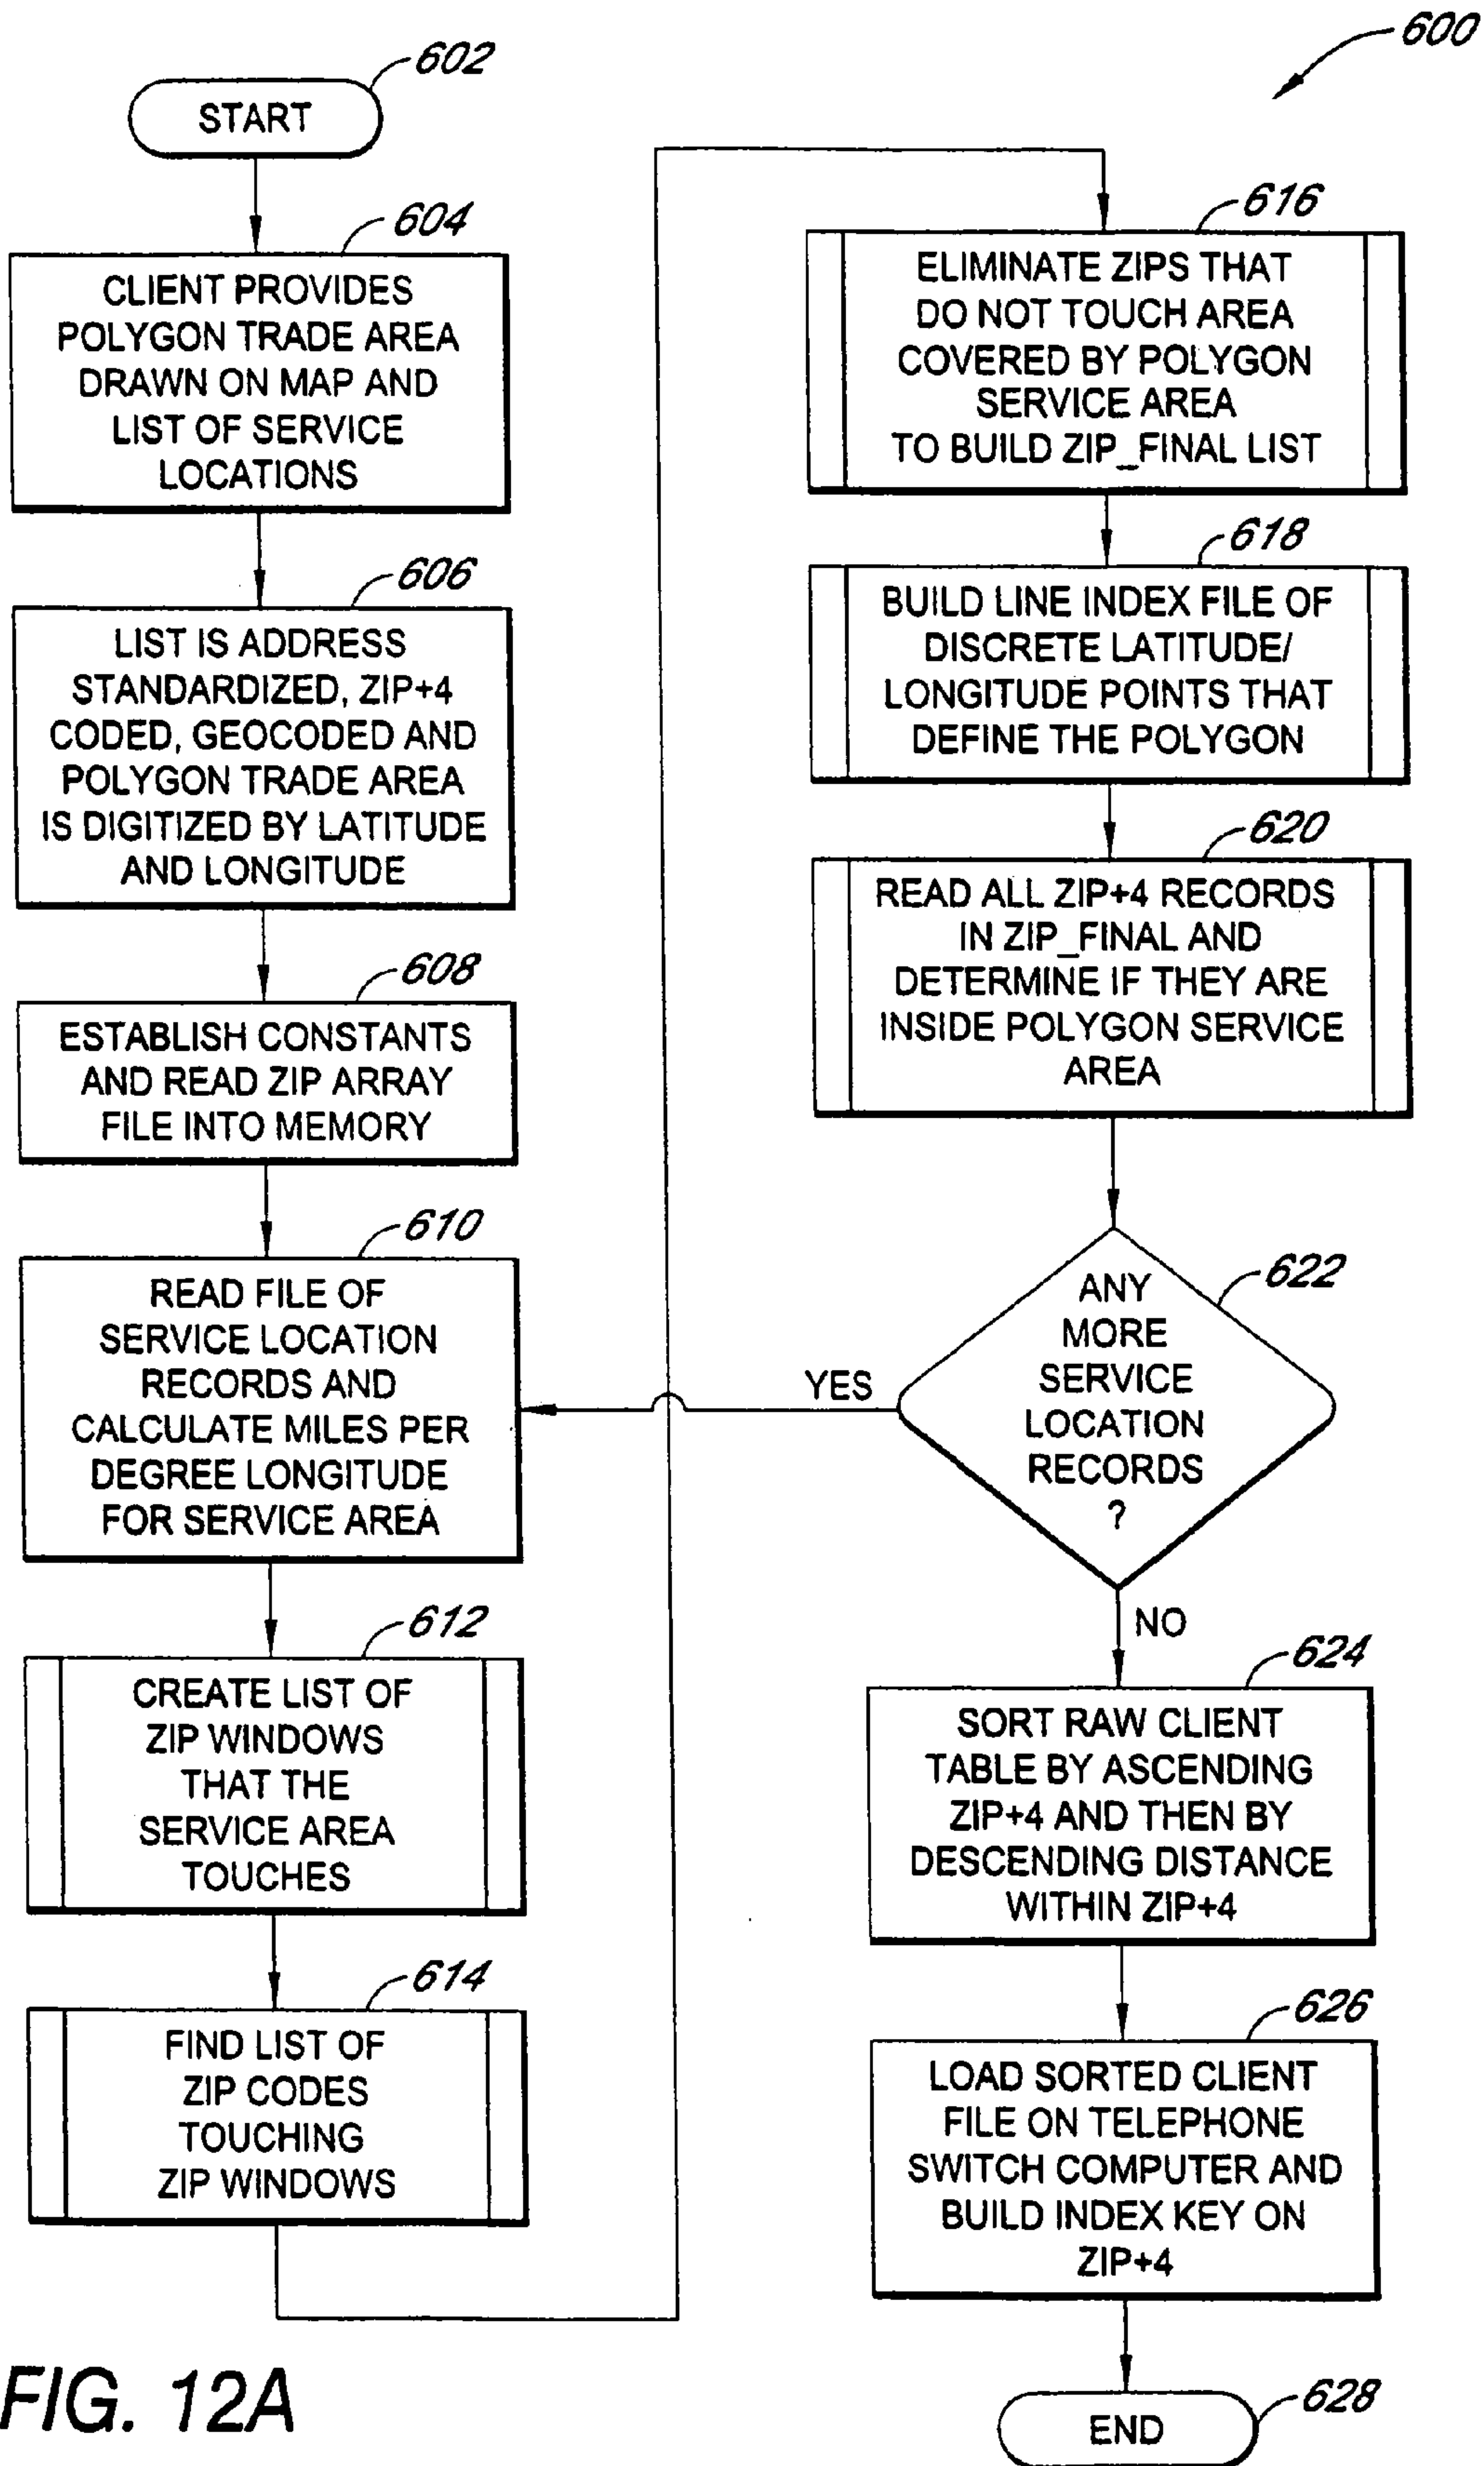 600
602
START
604
CLIENT PROVIDES
POLYGON TRADE AREA
DRAWN ON MAP AND
LIST OF SERVICE
LOCATIONS
606
LIST IS ADDRESS
STANDARDIZED, ZIP+4
CODED, GEOCODED AND
POLYGON TRADE AREA
IS DIGITIZED BY LATITUDE
AND LONGITUDE
608
ESTABLISH CONSTANTS
AND READ ZIP ARRAY
FILE INTO MEMORY
610
READ FILE OF
SERVICE LOCATION
RECORDS AND
CALCULATE MILES PER
DEGREE LONGITUDE
FOR SERVICE AREA
612
CREATE LIST OF
ZIP WINDOWS
THAT THE
SERVICE AREA
TOUCHES
614
FIND LIST OF
ZIP CODES
TOUCHING
ZIP WINDOWS
616
ELIMINATE ZIPS THAT
DO NOT TOUCH AREA
COVERED BY POLYGON
SERVICE AREA
TO BUILD ZIP_FINAL LIST
618
BUILD LINE INDEX FILE OF
DISCRETE LATITUDE/
LONGITUDE POINTS THAT
DEFINE THE POLYGON
620
READ ALL ZIP+4 RECORDS
IN ZIP_FINAL AND
DETERMINE IF THEY ARE
INSIDE POLYGON SERVICE
AREA
622
ANY
MORE
SERVICE
LOCATION
RECORDS
?
YES
NO
624
SORT RAW CLIENT
TABLE BY ASCENDING
ZIP+4 AND THEN BY
DESCENDING DISTANCE
WITHIN ZIP+4
626
LOAD SORTED CLIENT
FILE ON TELEPHONE
SWITCH COMPUTER AND
BUILD INDEX KEY ON
ZIP+4
628
END
FIG. 12A